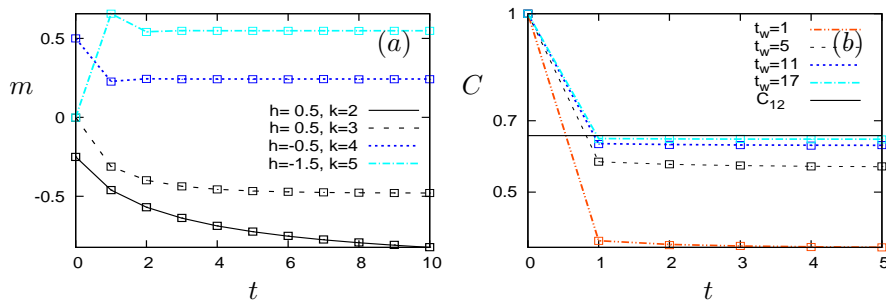 (a)
m
0.5
0
-0.5
h= 0.5, k=2
h= 0.5, k=3
h=-0.5, k=4
h=-1.5, k=5
0 2 4 6 8 10
t
(b)
C
1
0.7
0.5
t_w=1
t_w=5
t_w=11
t_w=17
C_12
0 1 2 3 4 5
t